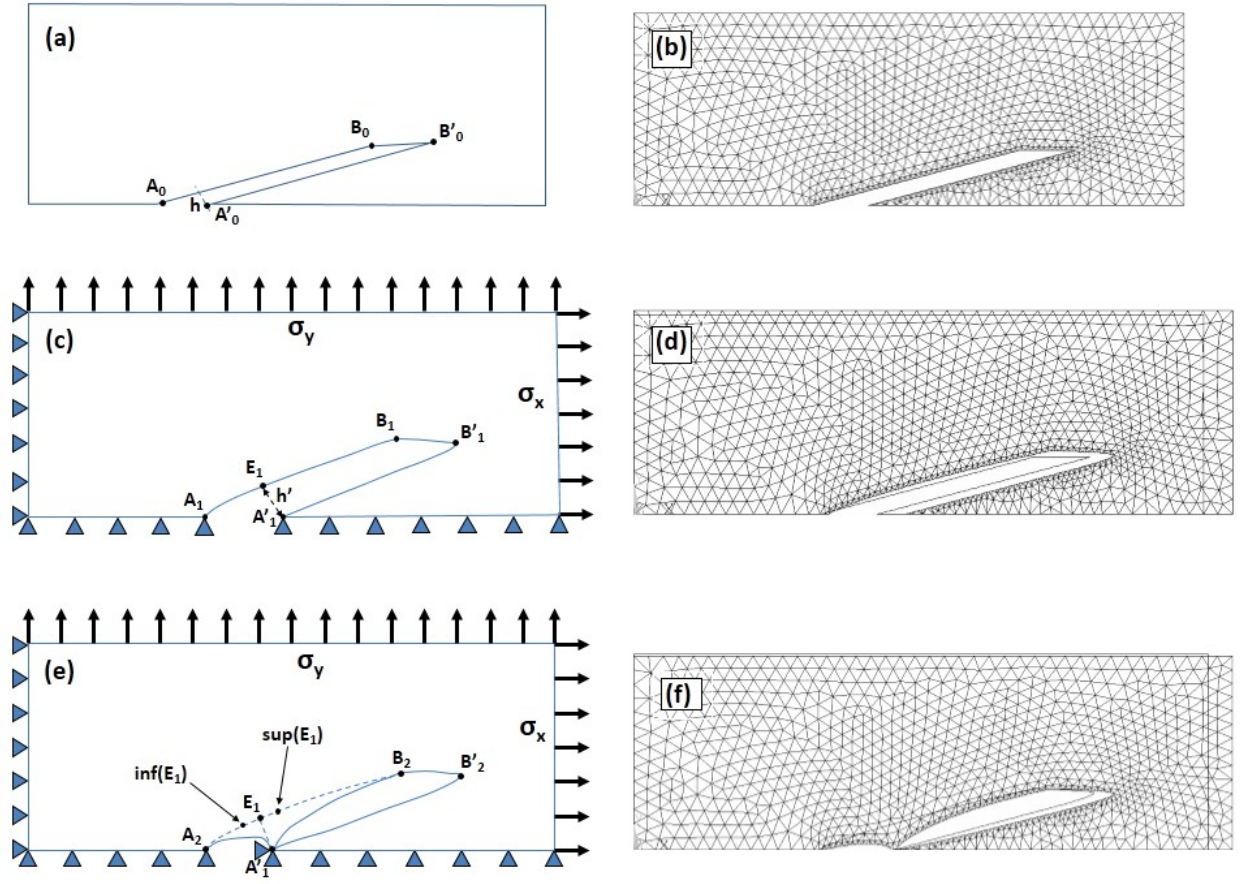 (a)
B₀
B'₀
A₀
h
A'₀
(b)
σy
(c)
σx
B₁
B'₁
E₁
h'
A₁
A'₁
(d)
σy
(e)
σx
sup(E₁)
inf(E₁)
B₂
B'₂
E₁
A₂
A'₁
(f)